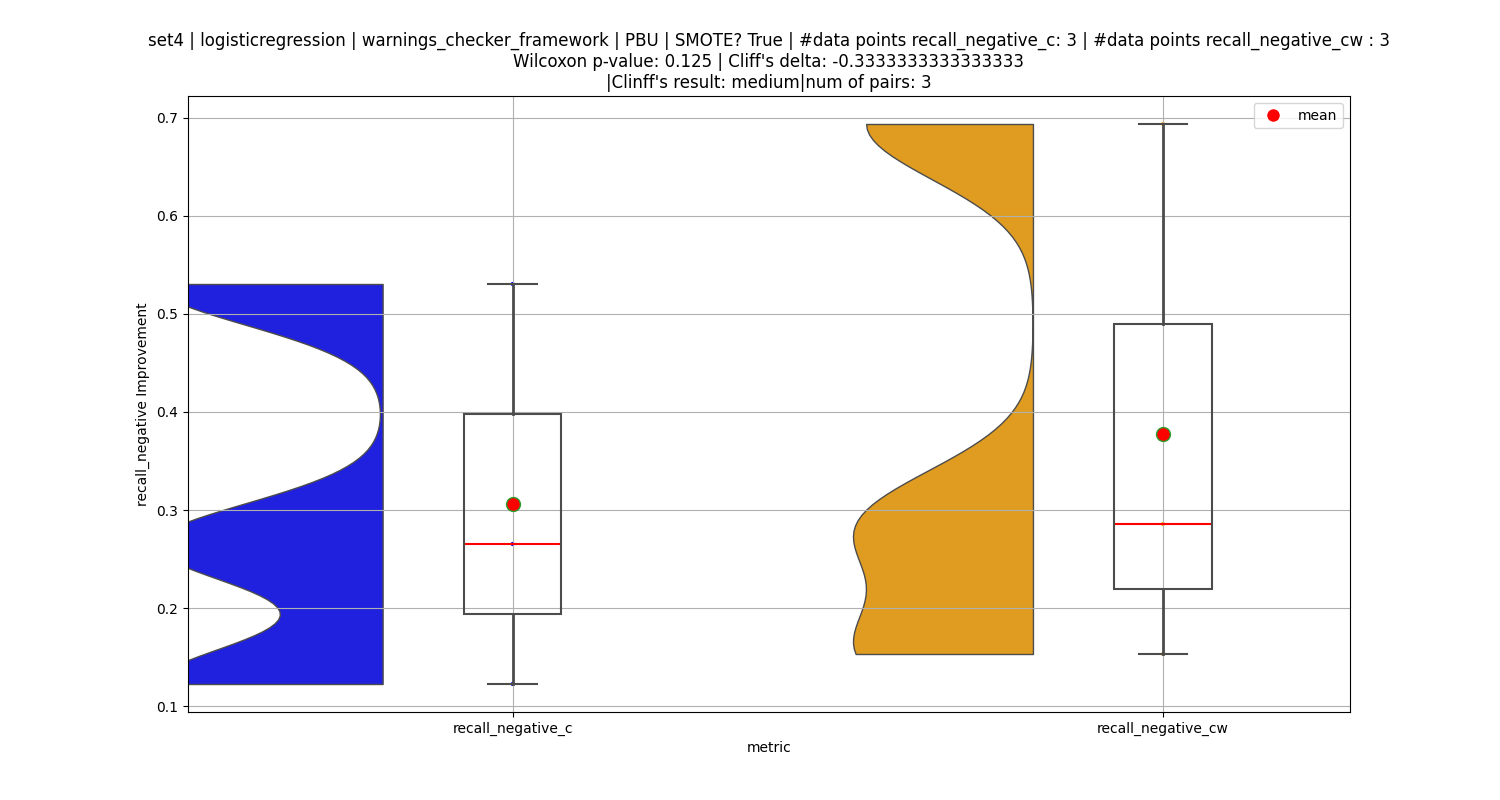 set4 | logisticregression | warnings_checker_framework | PBU | SMOTE? True | #data points recall_negative_c: 3 | #data points recall_negative_cw : 3
Wilcoxon p-value: 0.125 | Cliff's delta: -0.3333333333333333
|Clinff's result: medium|num of pairs: 3
mean
0.7
0.6
0.5
0.4
0.3
0.2
0.1
recall_negative Improvement
recall_negative_c
recall_negative_cw
metric